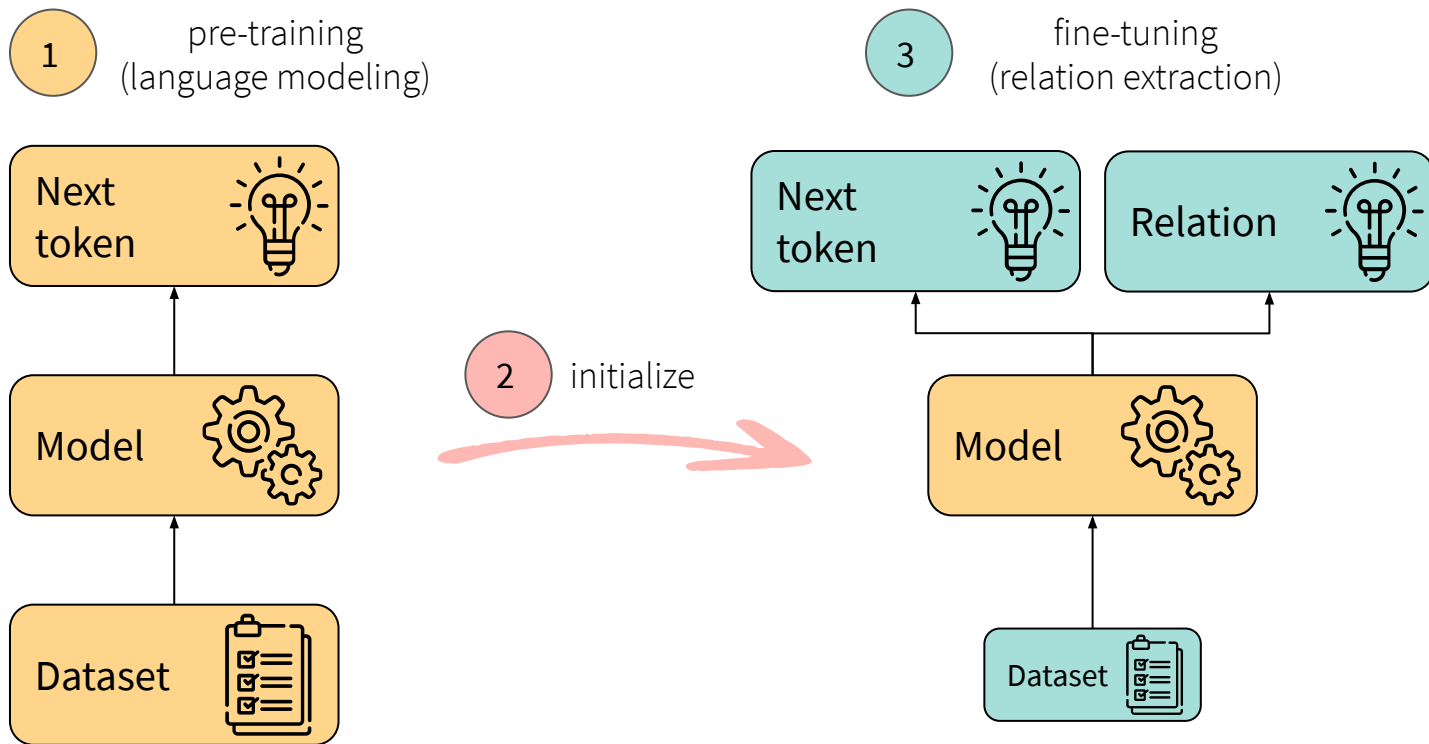 1
pre-training
(language modeling)
Next
token
Model
Dataset
2
initialize
3
fine-tuning
(relation extraction)
Next
token
Relation
Model
Dataset